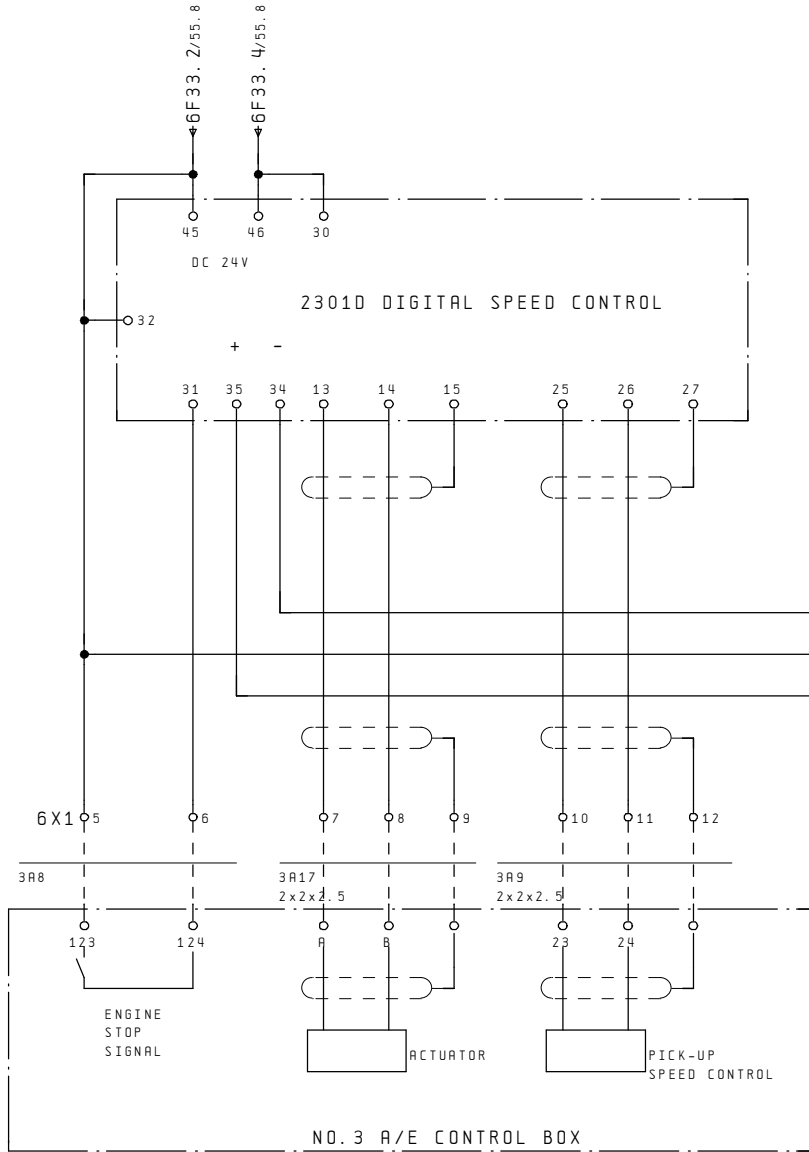 6F33.2/55.8
6F33.4/55.8
45 46 30
DC 24V
2301D DIGITAL SPEED CONTROL
32
+ -
31 35 34 13 14 15 25 26 27
6X1 5 6 7 8 9 10 11 12
3A8 3A17 3A9
2x2x2.5 2x2x2.5
123 124 A B 23 24
ENGINE
STOP
SIGNAL
ACTUATOR
PICK-UP
SPEED CONTROL
NO.3 A/E CONTROL BOX